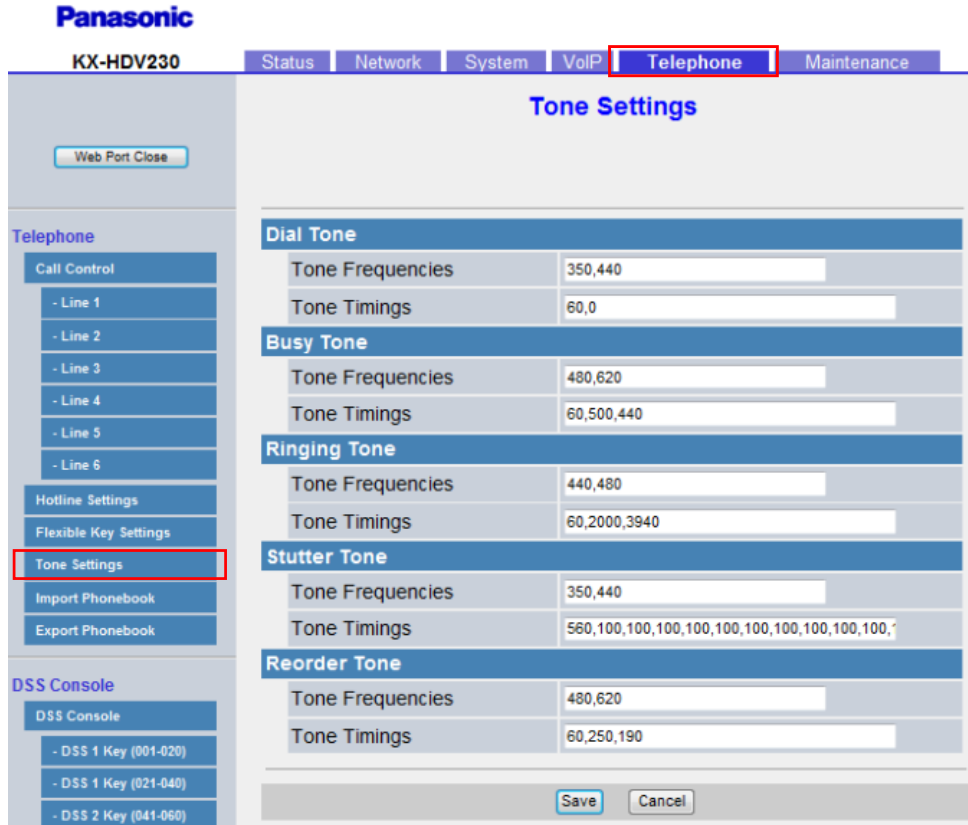 Panasonic
KX-HDV230
Status Network System VoIP Telephone Maintenance
Tone Settings
Web Port Close
Telephone
Call Control
- Line 1
- Line 2
- Line 3
- Line 4
- Line 5
- Line 6
Hotline Settings
Flexible Key Settings
Tone Settings
Import Phonebook
Export Phonebook
DSS Console
DSS Console
- DSS 1 Key (001-020)
- DSS 1 Key (021-040)
- DSS 2 Key (041-060)
Dial Tone
Tone Frequencies 350,440
Tone Timings 60,0
Busy Tone
Tone Frequencies 480,620
Tone Timings 60,500,440
Ringing Tone
Tone Frequencies 440,480
Tone Timings 60,2000,3940
Stutter Tone
Tone Frequencies 350,440
Tone Timings 560,100,100,100,100,100,100,100,100,100,100,
Reorder Tone
Tone Frequencies 480,620
Tone Timings 60,250,190
Save Cancel